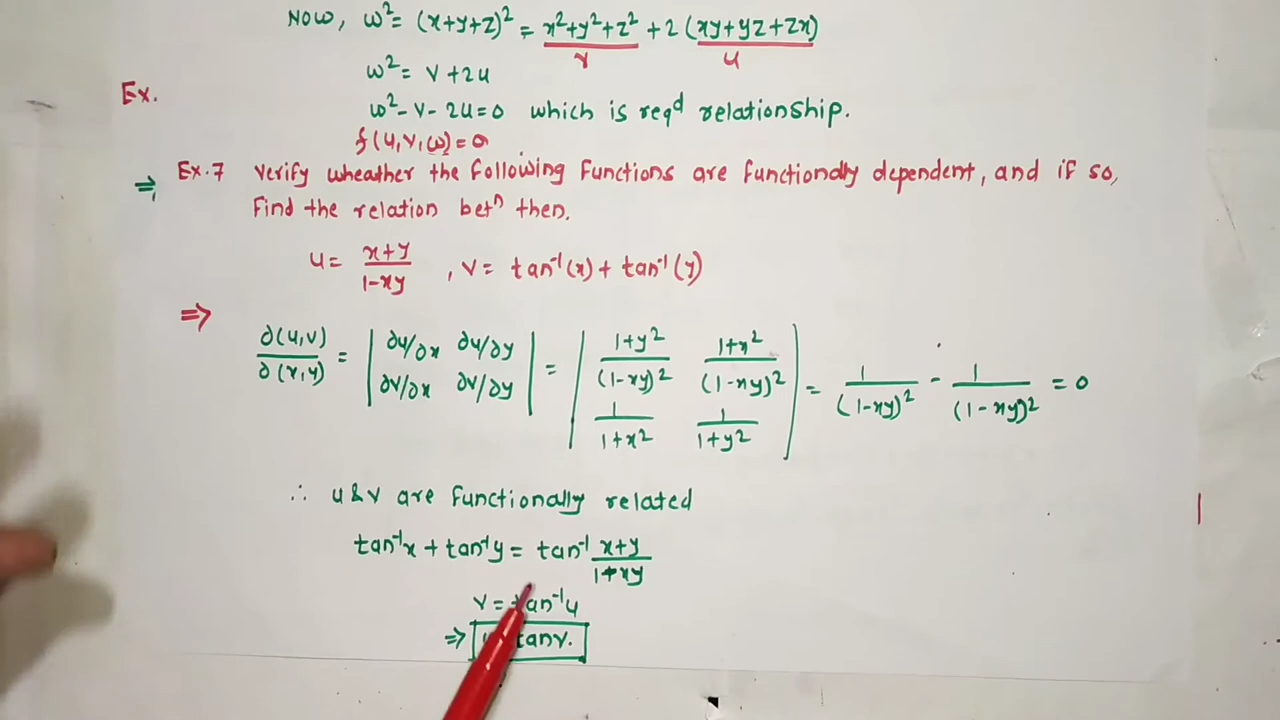 Now, ω² = (x+y+z)² = x²+y²+z² + 2 (xy+yz+zx)
v u
ω² = v + 2u
Ex.
ω² - v - 2u = 0 which is reqᵈ relationship.
f(u,v,ω) = 0
⇒ Ex.7 Verify wheather the following functions are functionally dependent, and if so,
Find the relation betⁿ then.
u = (x+y)/(1-xy) , v = tan⁻¹(x) + tan⁻¹(y)
⇒
∂(u,v)/∂(x,y) = | ∂u/∂x ∂u/∂y ; ∂v/∂x ∂v/∂y | = | (1+y²)/(1-xy)² (1+x²)/(1-xy)² ; 1/(1+x²) 1/(1+y²) | = 1/(1-xy)² - 1/(1-xy)² = 0
∴ u & v are functionally related
tan⁻¹x + tan⁻¹y = tan⁻¹ (x+y)/(1-xy)
v = tan⁻¹u
⇒ tanv.